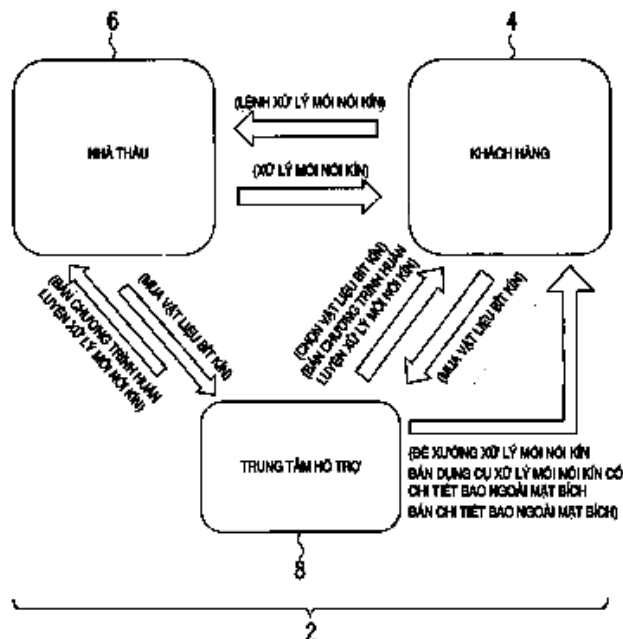 6
4
NHÀ THẦU
KHÁCH HÀNG
(LỆNH XỬ LÝ MỐI NỐI KÍN)
(XỬ LÝ MỐI NỐI KÍN)
(BÁN CHƯƠNG TRÌNH HUẤN
LUYỆN XỬ LÝ MỐI NỐI KÍN)
(MUA VẬT LIỆU BÍT KÍN)
(CHỌN VẬT LIỆU BÍT KÍN)
(BÁN CHƯƠNG TRÌNH HUẤN
LUYỆN XỬ LÝ MỐI NỐI KÍN)
(MUA VẬT LIỆU BÍT KÍN)
TRUNG TÂM HỖ TRỢ
(ĐỀ XƯỚNG XỬ LÝ MỐI NỐI KÍN
BÁN DỤNG CỤ XỬ LÝ MỐI NỐI KÍN CÓ
CHI TIẾT BAO NGOÀI MẶT BÍCH
BÁN CHI TIẾT BAO NGOÀI MẶT BÍCH)
8
2